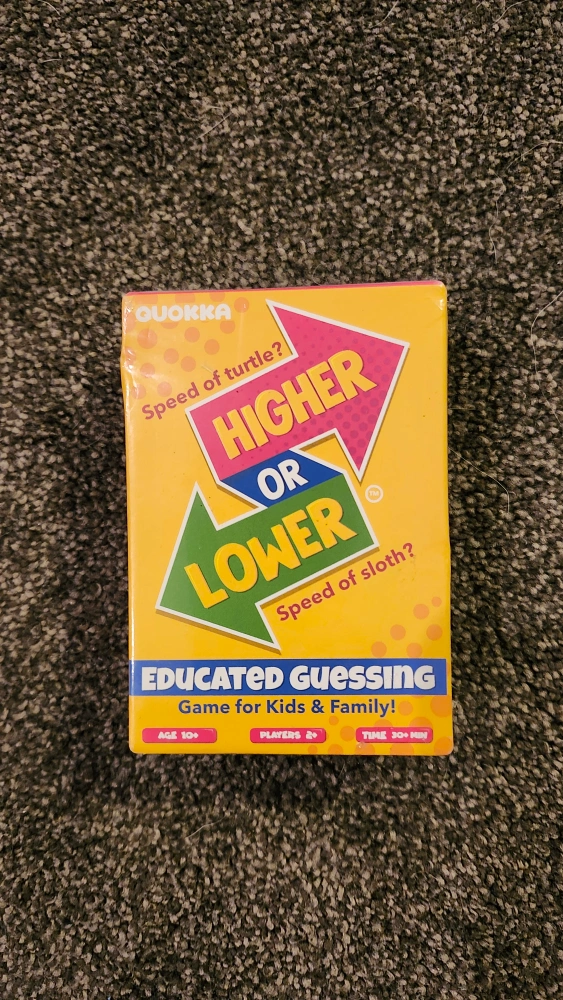 QUOKKA
Speed of turtle?
HIGHER
OR
LOWER
TM
Speed of sloth?
EDUCATED GUESSING
Game for Kids & Family!
AGE 10+
PLAYERS 2+
TIME 30+ MIN